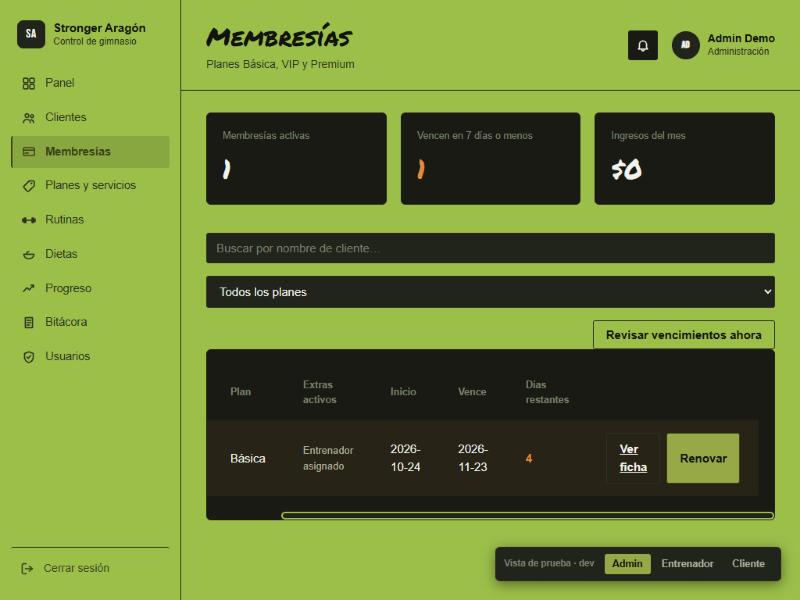 SA
Stronger Aragón
Control de gimnasio
Panel
Clientes
Membresías
Planes y servicios
Rutinas
Dietas
Progreso
Bitácora
Usuarios
Cerrar sesión
Membresías
Planes Básica, VIP y Premium
AD
Admin Demo
Administración
Membresías activas
1
Vencen en 7 días o menos
1
Ingresos del mes
$0
Buscar por nombre de cliente...
Todos los planes
Revisar vencimientos ahora
Plan
Extras
activos
Inicio
Vence
Días
restantes
Básica
Entrenador
asignado
2026-
10-24
2026-
11-23
4
Ver
ficha
Renovar
Vista de prueba · dev
Admin
Entrenador
Cliente